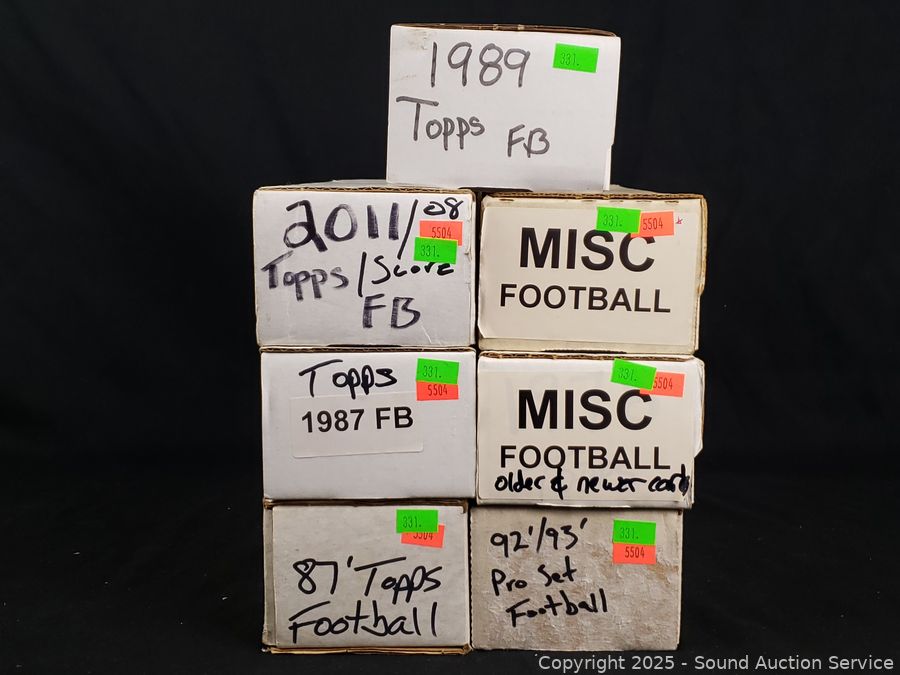 1989
331.
Topps FB
2011/08
5504
331.
Topps/Score
FB
331.
5504
MISC
FOOTBALL
Topps
331.
5504
1987 FB
331.
5504
MISC
FOOTBALL
older & newer cards
331.
5504
87' Topps
Football
92'/93'
331.
5504
Pro Set
Football
Copyright 2025 - Sound Auction Service